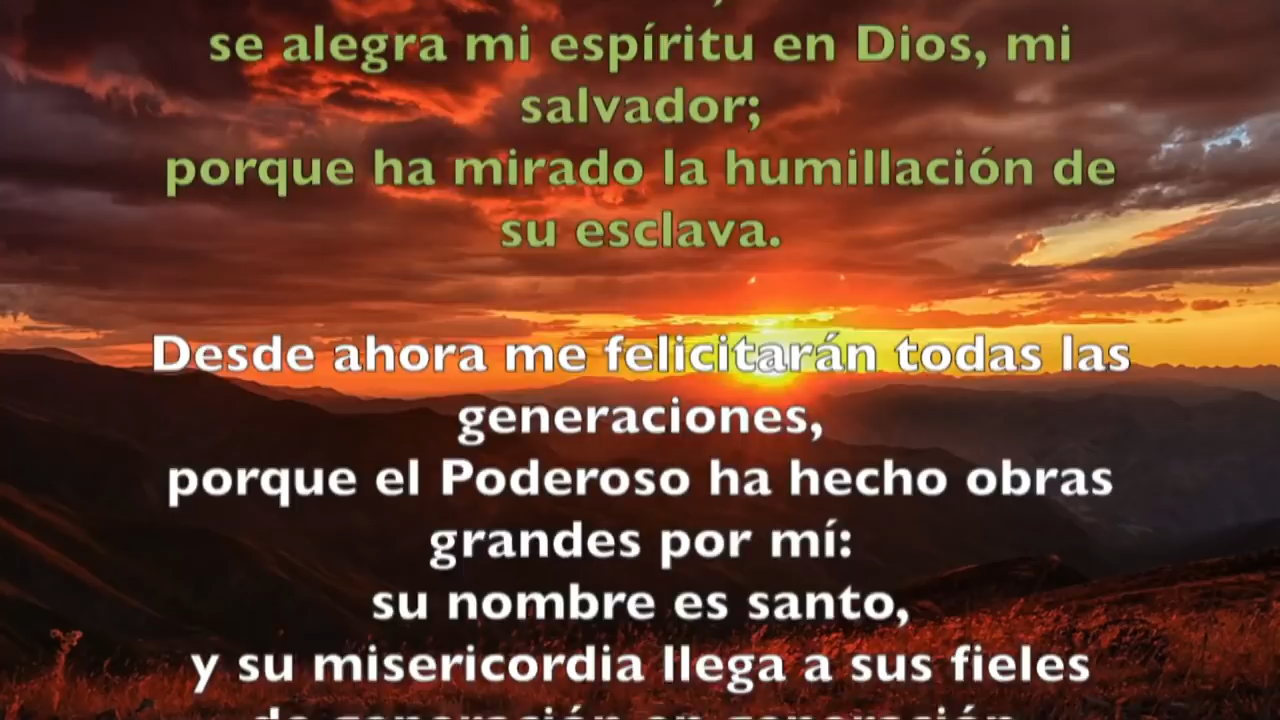 se alegra mi espíritu en Dios, mi
salvador;
porque ha mirado la humillación de
su esclava.
Desde ahora me felicitarán todas las
generaciones,
porque el Poderoso ha hecho obras
grandes por mí:
su nombre es santo,
y su misericordia llega a sus fieles
de generación en generación.